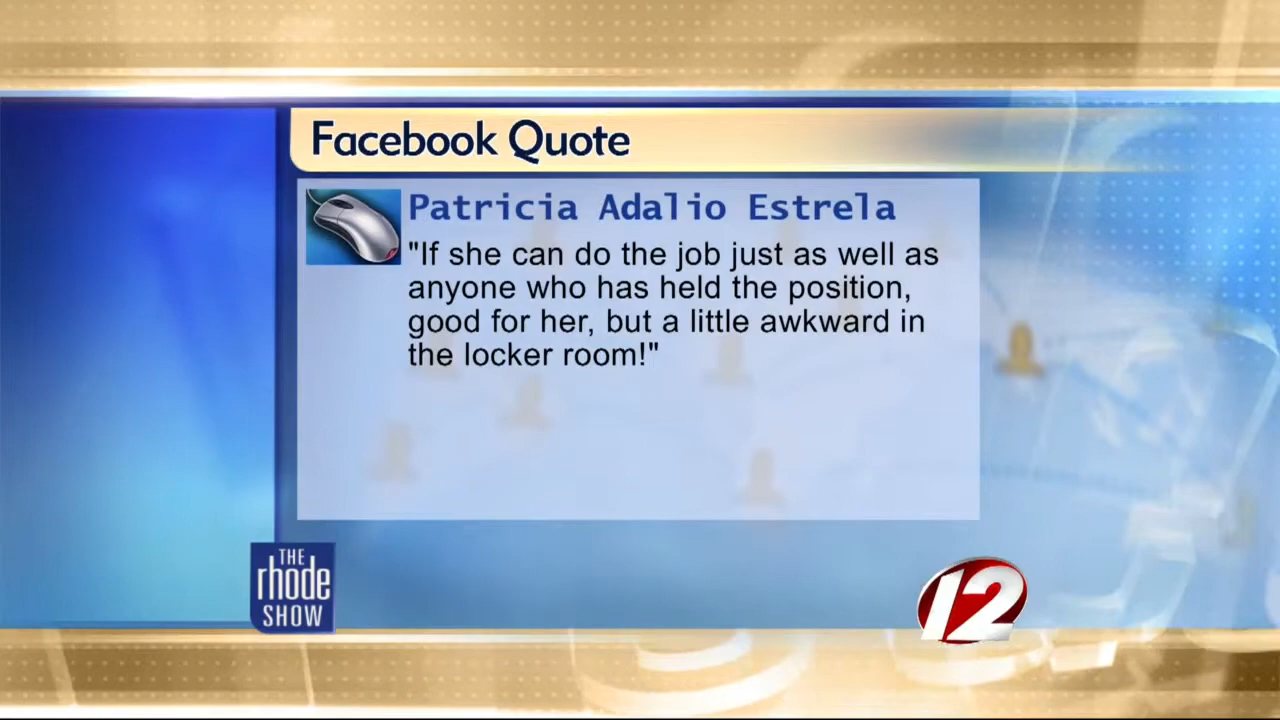 Facebook Quote
Patricia Adalio Estrela
"If she can do the job just as well as
anyone who has held the position,
good for her, but a little awkward in
the locker room!"
THE
rhode
SHOW
12